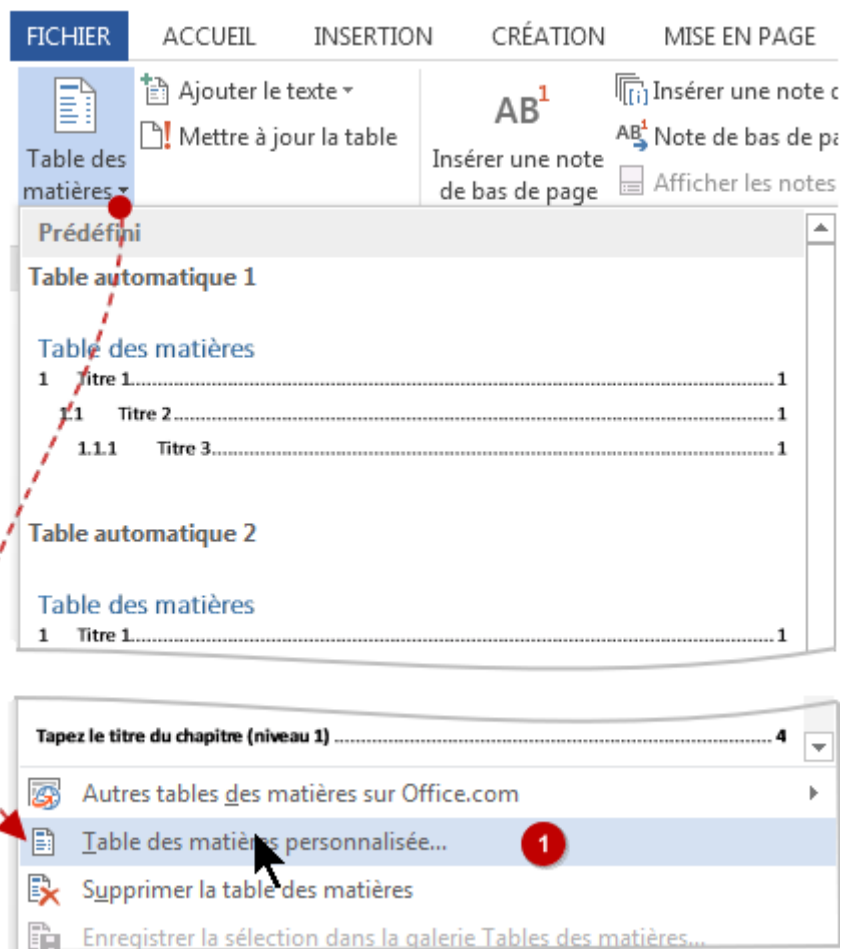 FICHIER ACCUEIL INSERTION CRÉATION MISE EN PAGE
Table des
matières
Ajouter le texte
Mettre à jour la table
AB1
Insérer une note
de bas de page
[i] Insérer une note
AB1 Note de bas de
Afficher les notes
Prédéfini
Table automatique 1
Table des matières
1 Titre 1 1
1.1 Titre 2 1
1.1.1 Titre 3 1
Table automatique 2
Table des matières
1 Titre 1 1
Tapez le titre du chapitre (niveau 1) 4
Autres tables des matières sur Office.com
Table des matières personnalisée... 1
Supprimer la table des matières
Enregistrer la sélection dans la galerie Tables des matières...